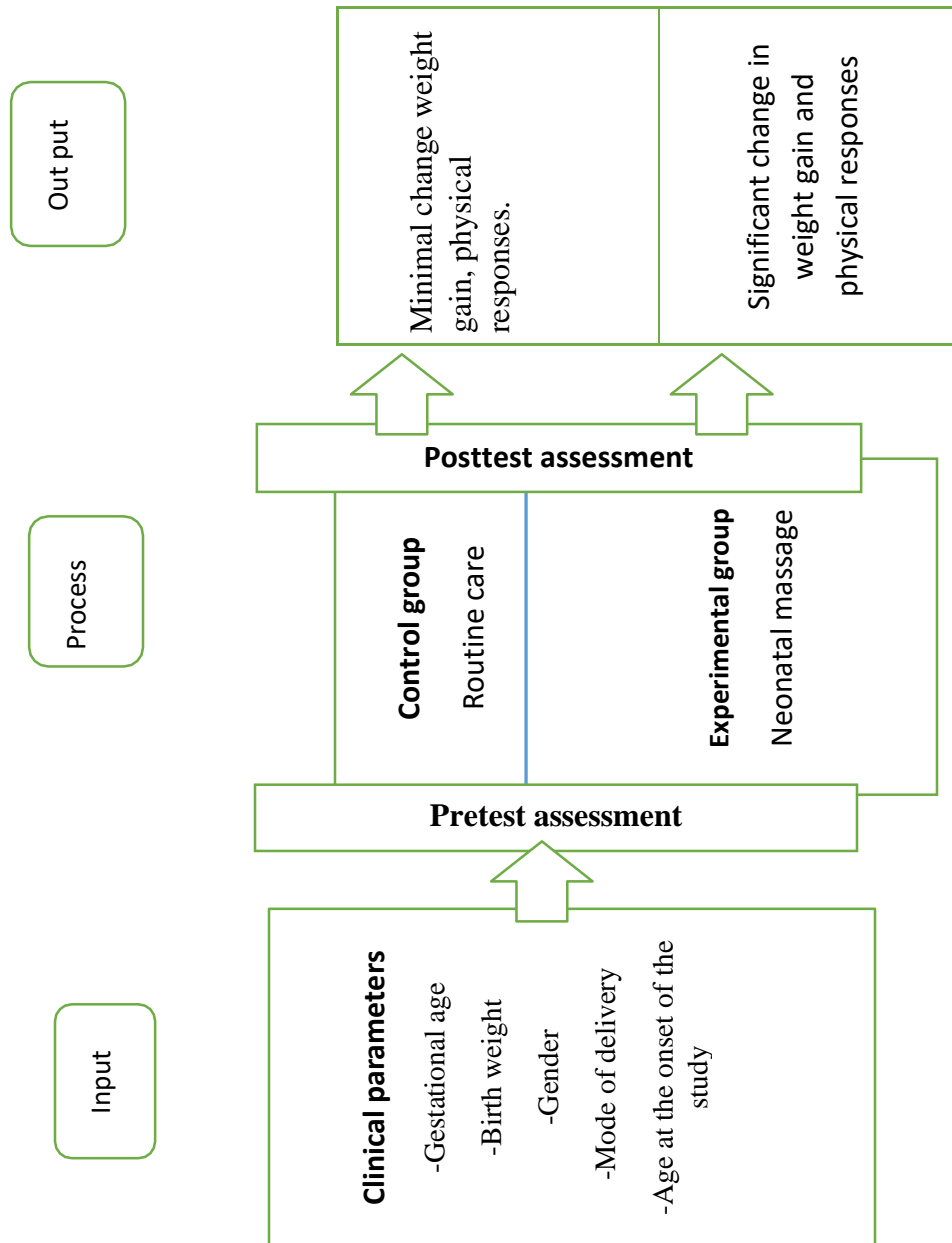 Input
Process
Out put
Clinical parameters
-Gestational age
-Birth weight
-Gender
-Mode of delivery
-Age at the onset of the
study
Pretest assessment
Control group
Routine care
Experimental group
Neonatal massage
Posttest assessment
Minimal change weight
gain, physical
responses.
Significant change in
weight gain and
physical responses